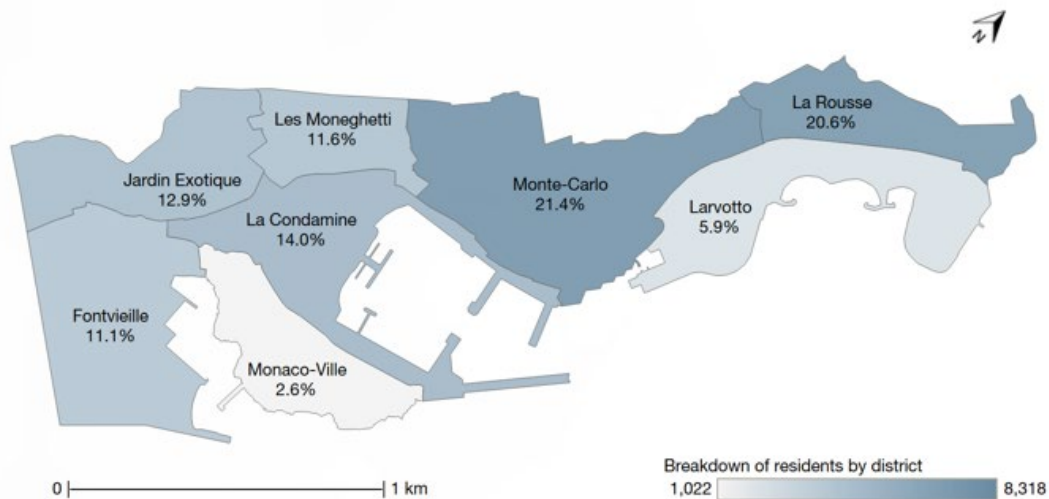 N
La Rousse
20.6%
Les Moneghetti
11.6%
Jardin Exotique
12.9%
Monte-Carlo
21.4%
Larvotto
5.9%
La Condamine
14.0%
Fontvieille
11.1%
Monaco-Ville
2.6%
0 1 km
Breakdown of residents by district
1,022 8,318